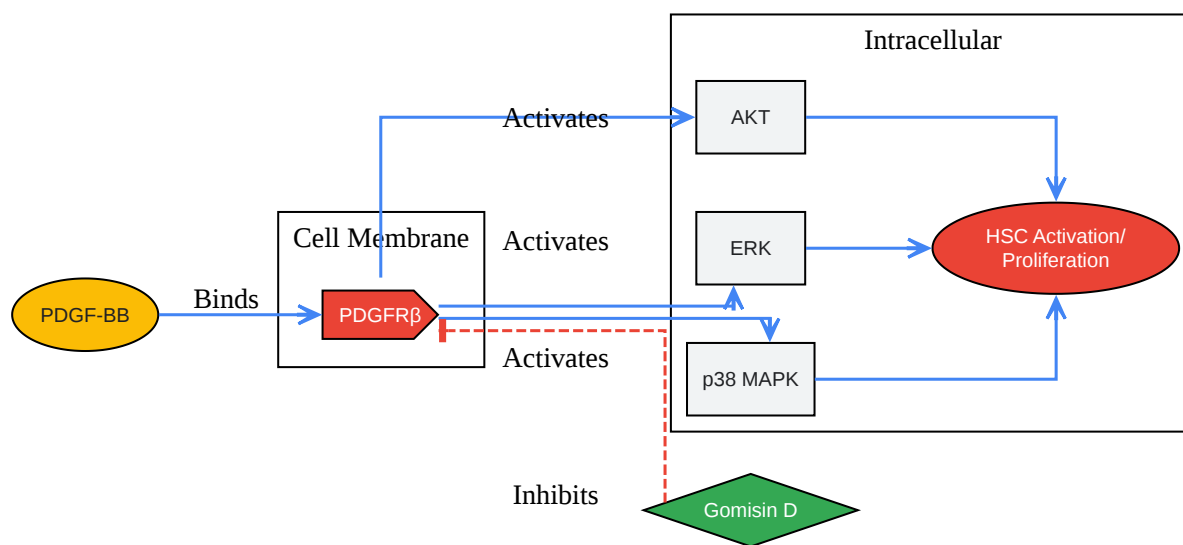 Intracellular
Activates
AKT
Cell Membrane
Activates
ERK
HSC Activation/
Proliferation
PDGF-BB
Binds
PDGFRβ
Activates
p38 MAPK
Inhibits
Gomisin D